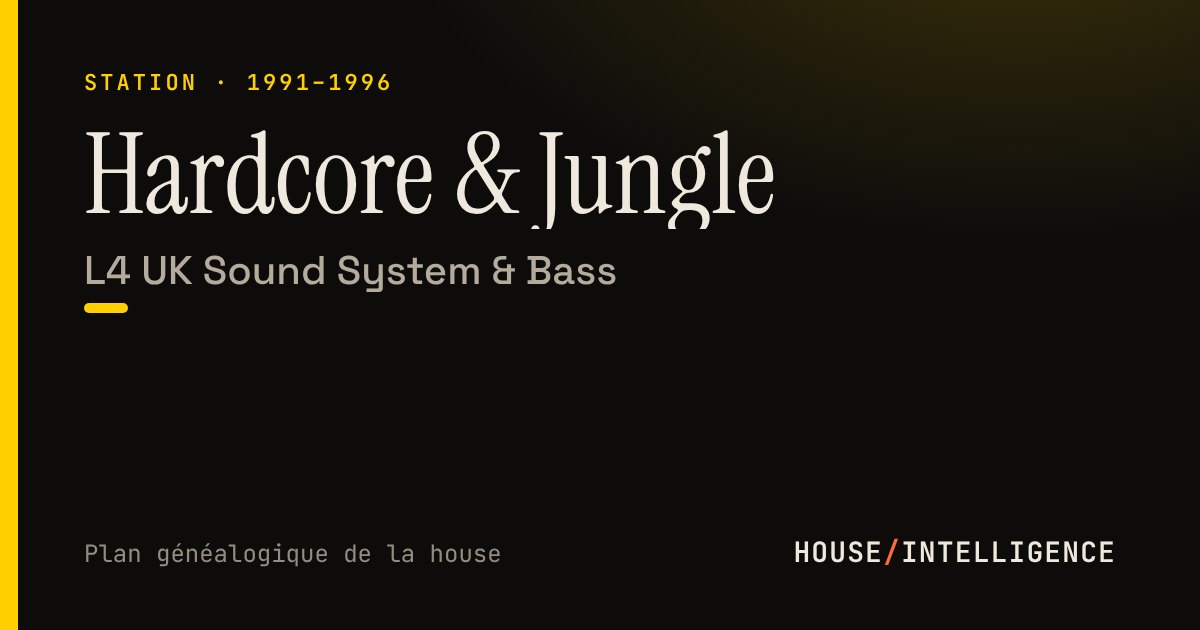 STATION · 1991–1996
Hardcore & Jungle
L4 UK Sound System & Bass
Plan généalogique de la house
HOUSE/INTELLIGENCE